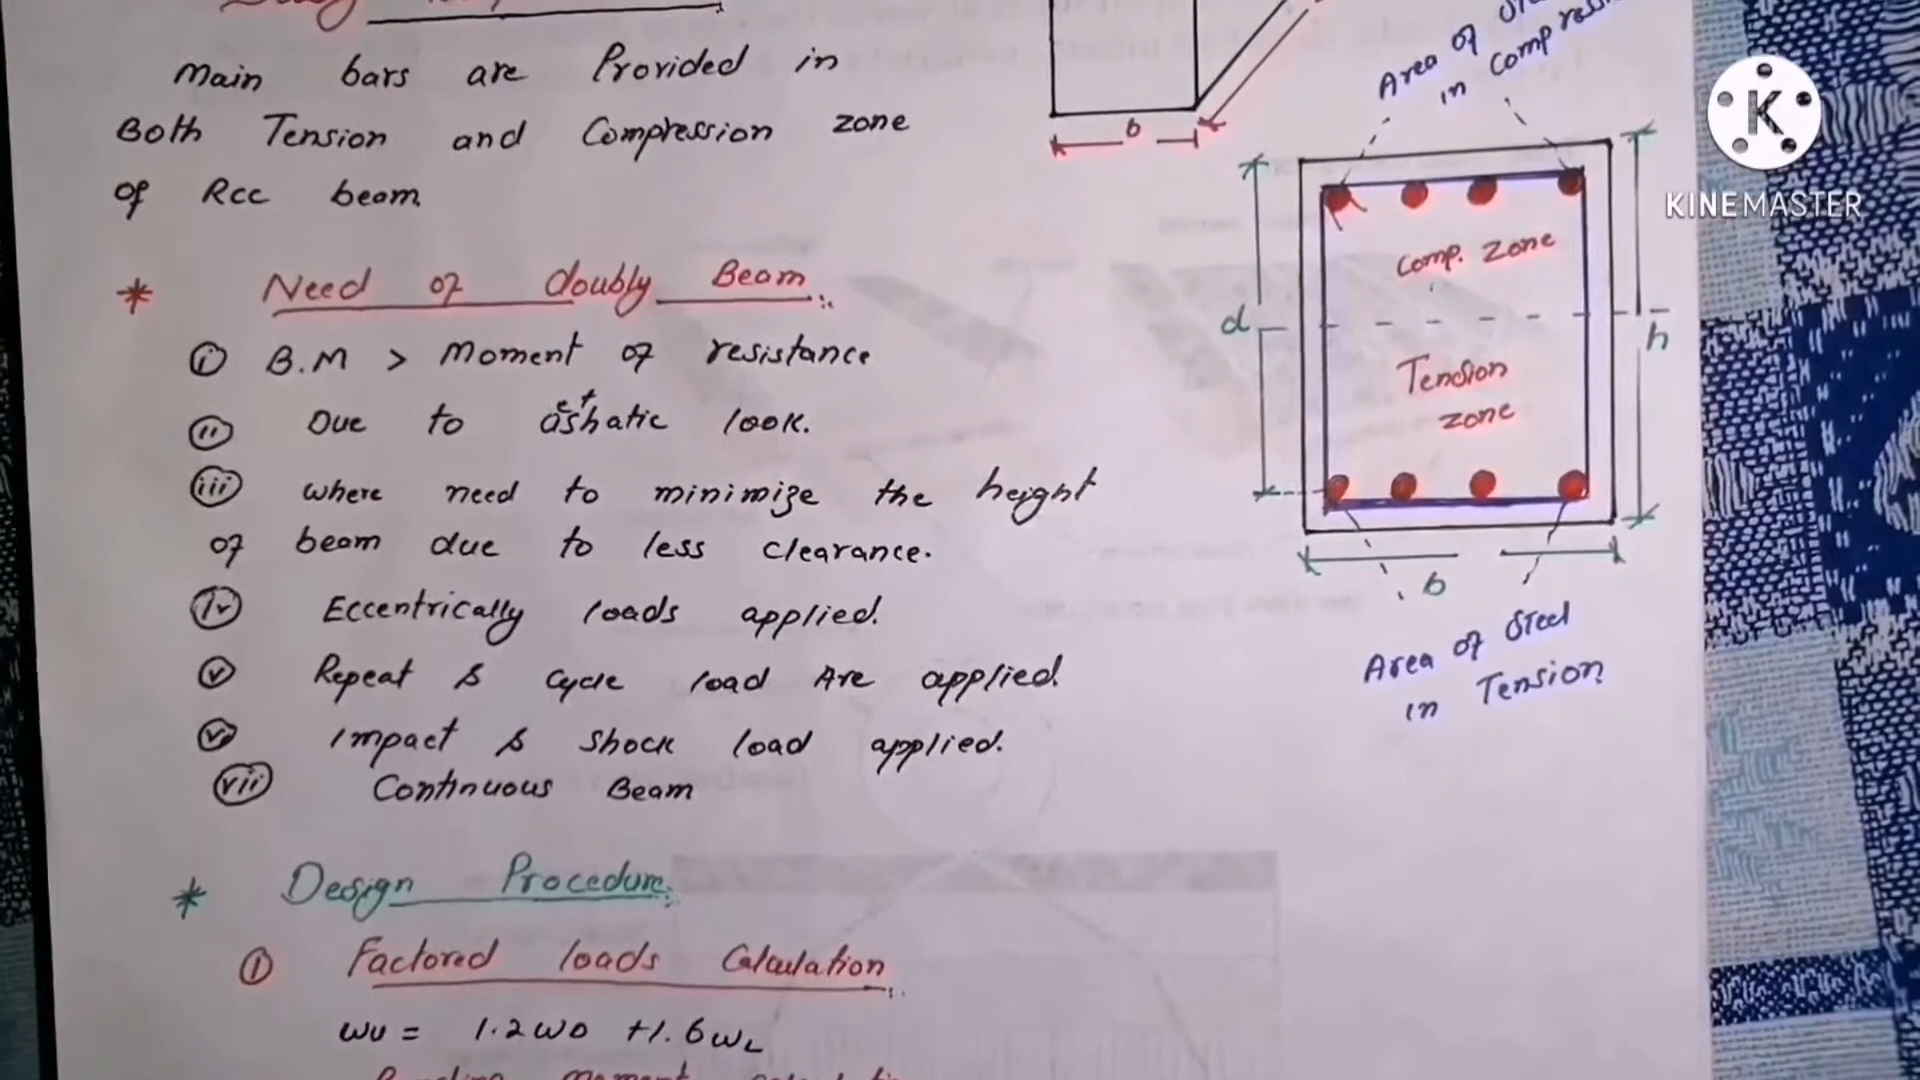 main bars are Provided in
Both Tension and Compression zone
of Rcc beam
* Need of doubly Beam
(i) B.M > Moment of resistance
(ii) Due to ashatic look.
et
(iii) where need to minimize the height
of beam due to less clearance.
(iv) Eccentrically loads applied.
(v) Repeat & Cycle load Are applied.
(vi) Impact & Shock load applied.
(vii) Continuous Beam
* Design Procedure
(1) Factored loads Calculation
wu = 1.2wD + 1.6wL
b
Area of
in Compress
Comp. zone
d
h
Tension
zone
b
Area of Steel
in Tension
K
KINEMASTER